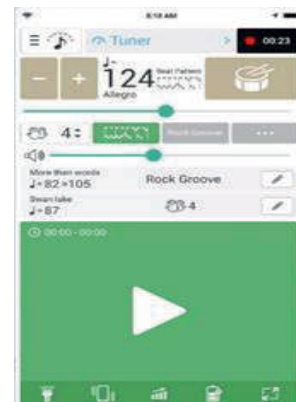 8:18 AM
Tuner
00:23
124
Beat Pattern
Allegro
4
Rock Groove
More than words
♩=82»105
Rock Groove
Swan lake
♩=87
4
00:00 - 00:00